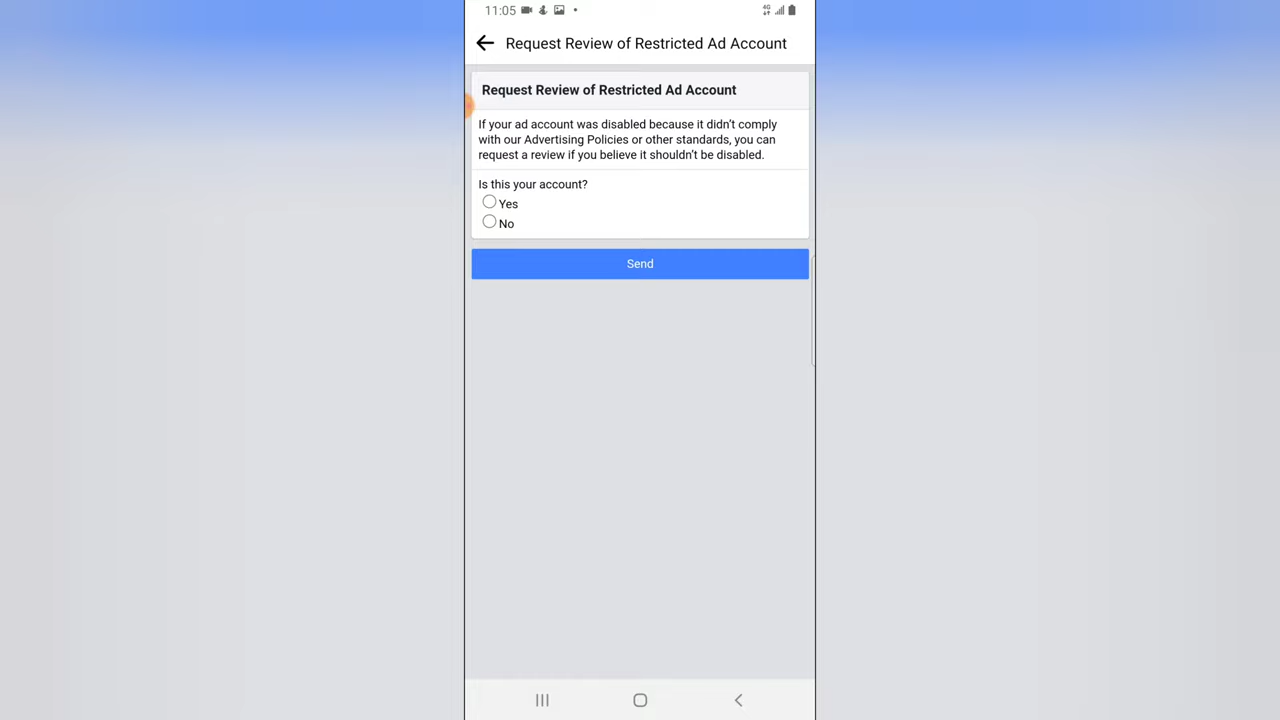 11:05
4G
Request Review of Restricted Ad Account
Request Review of Restricted Ad Account
If your ad account was disabled because it didn’t comply
with our Advertising Policies or other standards, you can
request a review if you believe it shouldn’t be disabled.
Is this your account?
Yes
No
Send